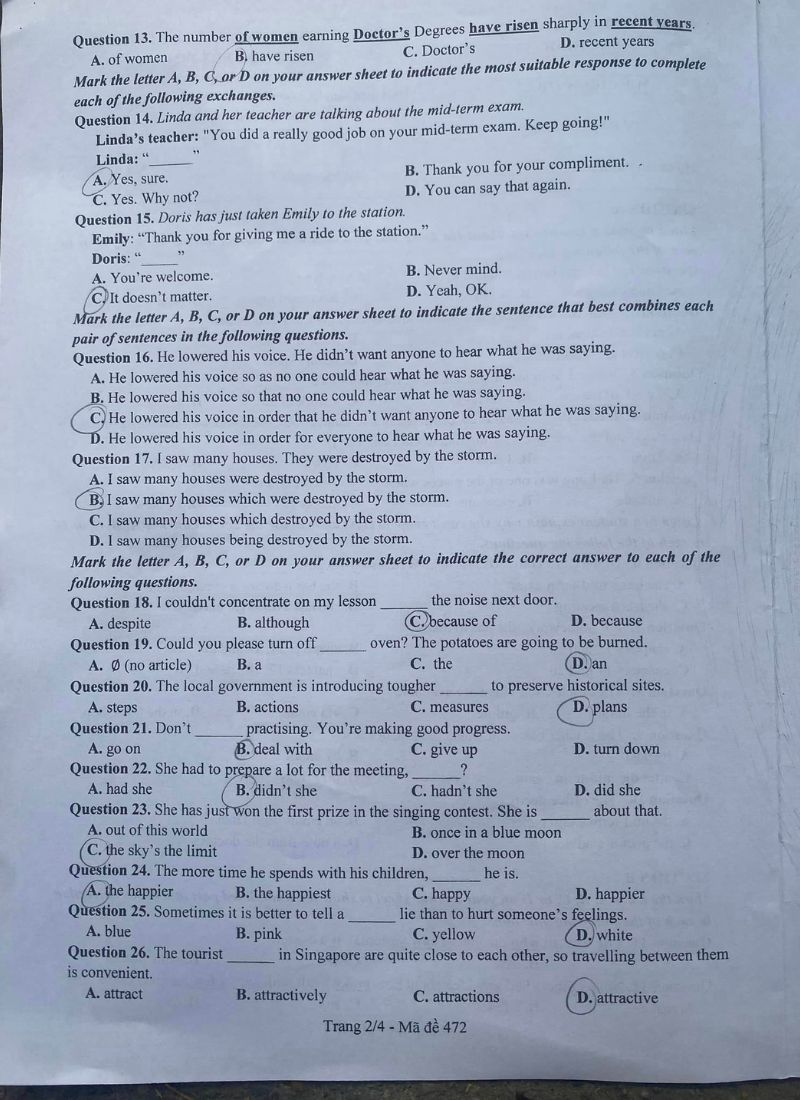 Question 13. The number of women earning Doctor's Degrees have risen sharply in recent years.
A. of women B. have risen C. Doctor's D. recent years
Mark the letter A, B, C, or D on your answer sheet to indicate the most suitable response to complete
each of the following exchanges.
Question 14. Linda and her teacher are talking about the mid-term exam.
Linda's teacher: "You did a really good job on your mid-term exam. Keep going!"
Linda: "______"
A. Yes, sure. B. Thank you for your compliment.
C. Yes. Why not? D. You can say that again.
Question 15. Doris has just taken Emily to the station.
Emily: "Thank you for giving me a ride to the station."
Doris: "______"
A. You're welcome. B. Never mind.
C. It doesn't matter. D. Yeah, OK.
Mark the letter A, B, C, or D on your answer sheet to indicate the sentence that best combines each
pair of sentences in the following questions.
Question 16. He lowered his voice. He didn't want anyone to hear what he was saying.
A. He lowered his voice so as no one could hear what he was saying.
B. He lowered his voice so that no one could hear what he was saying.
C. He lowered his voice in order that he didn't want anyone to hear what he was saying.
D. He lowered his voice in order for everyone to hear what he was saying.
Question 17. I saw many houses. They were destroyed by the storm.
A. I saw many houses were destroyed by the storm.
B. I saw many houses which were destroyed by the storm.
C. I saw many houses which destroyed by the storm.
D. I saw many houses being destroyed by the storm.
Mark the letter A, B, C, or D on your answer sheet to indicate the correct answer to each of the
following questions.
Question 18. I couldn't concentrate on my lesson ______ the noise next door.
A. despite B. although C. because of D. because
Question 19. Could you please turn off ______ oven? The potatoes are going to be burned.
A. Ø (no article) B. a C. the D. an
Question 20. The local government is introducing tougher ______ to preserve historical sites.
A. steps B. actions C. measures D. plans
Question 21. Don't ______ practising. You're making good progress.
A. go on B. deal with C. give up D. turn down
Question 22. She had to prepare a lot for the meeting, ______?
A. had she B. didn't she C. hadn't she D. did she
Question 23. She has just won the first prize in the singing contest. She is ______ about that.
A. out of this world B. once in a blue moon
C. the sky's the limit D. over the moon
Question 24. The more time he spends with his children, ______ he is.
A. the happier B. the happiest C. happy D. happier
Question 25. Sometimes it is better to tell a ______ lie than to hurt someone's feelings.
A. blue B. pink C. yellow D. white
Question 26. The tourist ______ in Singapore are quite close to each other, so travelling between them
is convenient.
A. attract B. attractively C. attractions D. attractive
Trang 2/4 - Mã đề 472